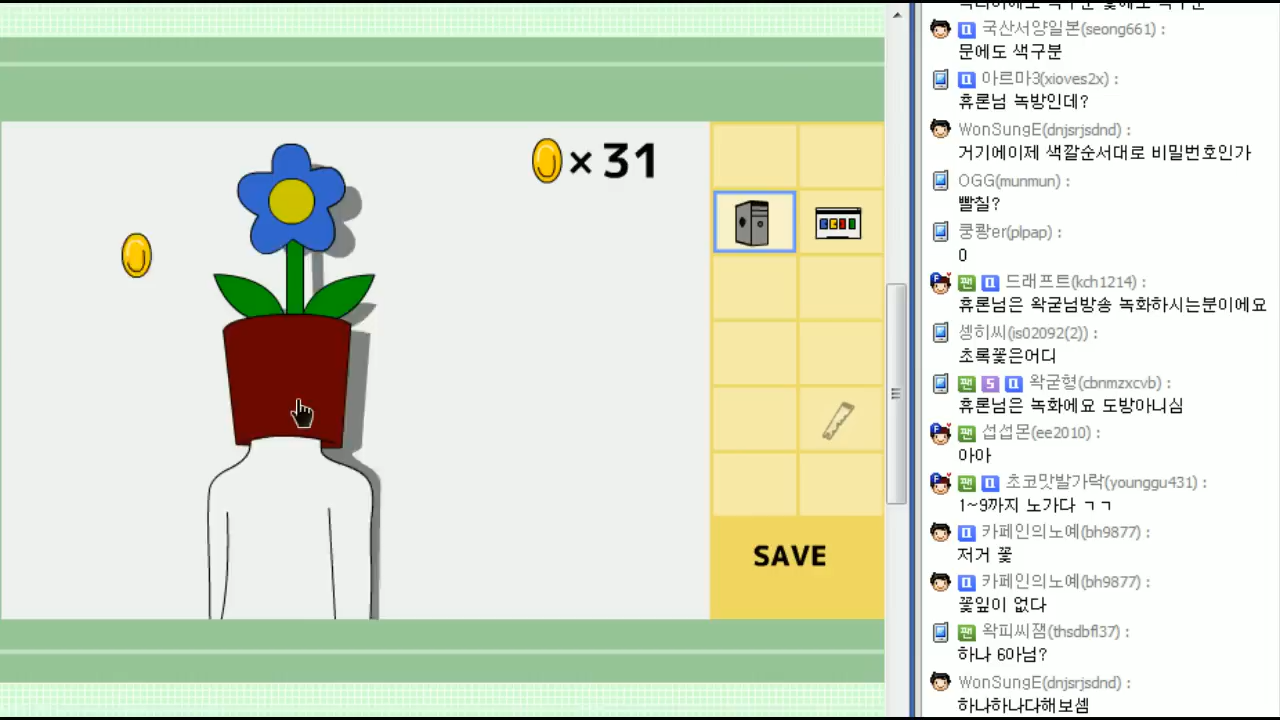 × 31
SAVE
국산서양일본(seong661) :
문에도 색구분
아르마3(xioves2x) :
휴론님 녹방인데?
WonSungE(dnjsrjsdnd) :
거기에이제 색깔순서대로 비밀번호인가
OGG(munmun) :
빨칠?
쿵쾅er(plpap) :
0
팬 드래프트(kch1214) :
휴론님은 왁굳님방송 녹화하시는분이에요
솅히씨(is02092(2)) :
초록꽃은어디
팬 S 왁굳형(cbnmzxcvb) :
휴론님은 녹화에요 도방아니심
팬 섭섭몬(ee2010) :
아아
팬 초코맛발가락(younggu431) :
1~9까지 노가다 ㄱㄱ
카페인의노예(bh9877) :
저거 꽃
카페인의노예(bh9877) :
꽃잎이 없다
팬 왁피씨잼(thsdbfl37) :
하나 6아님?
WonSungE(dnjsrjsdnd) :
하나하나다해보셈